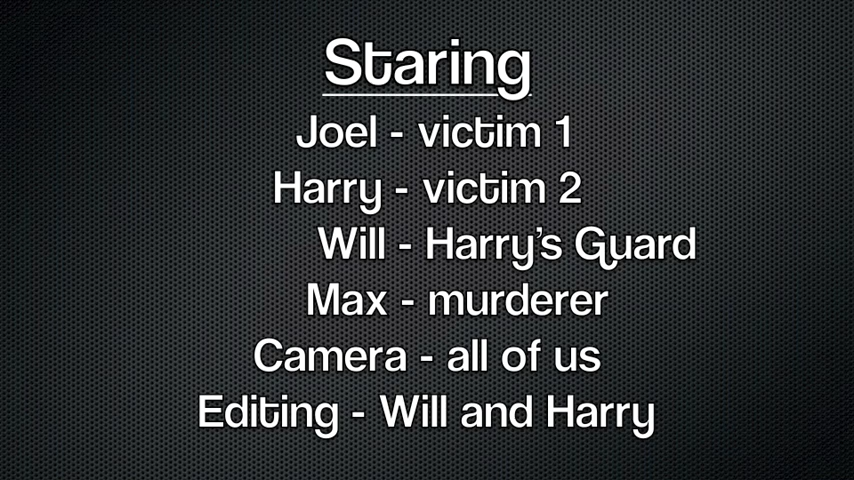 Staring
Joel - victim 1
Harry - victim 2
Will - Harry's Guard
Max - murderer
Camera - all of us
Editing - Will and Harry